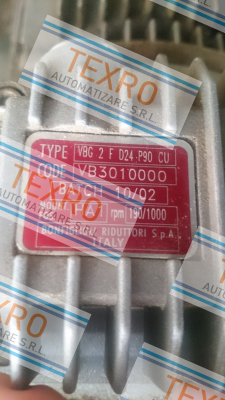 TEXRO
AUTOMATIZARE S.R.L.
TYPE VBG 2 F D24-P90 CU
CODE VB3010000
BATCH 10/02
MOUNT rpm 190/1000
BONFIGLIOLI RIDUTTORI S.p.A.
ITALY
TEXRO
AUTOMATIZARE S.R.L.